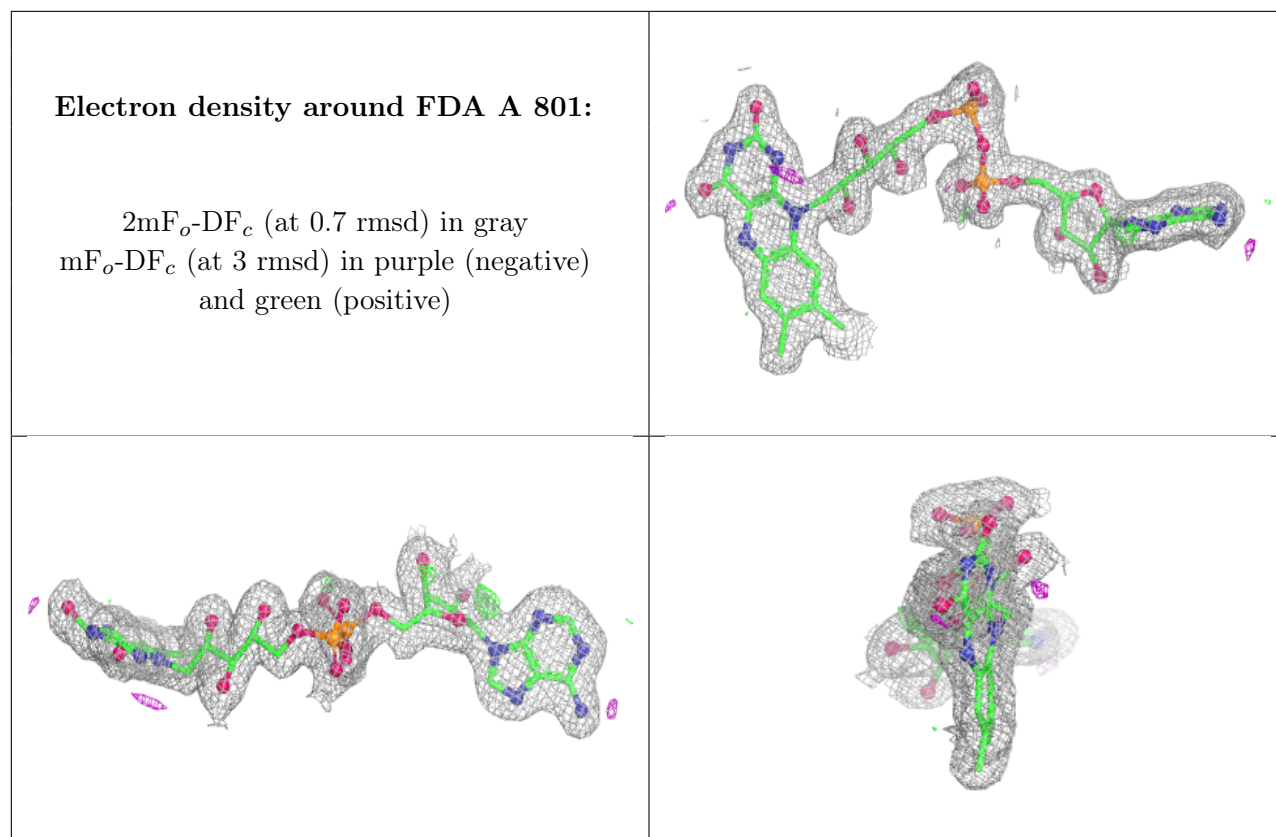 Electron density around FDA A 801:
2mFo-DFc (at 0.7 rmsd) in gray
mFo-DFc (at 3 rmsd) in purple (negative)
and green (positive)